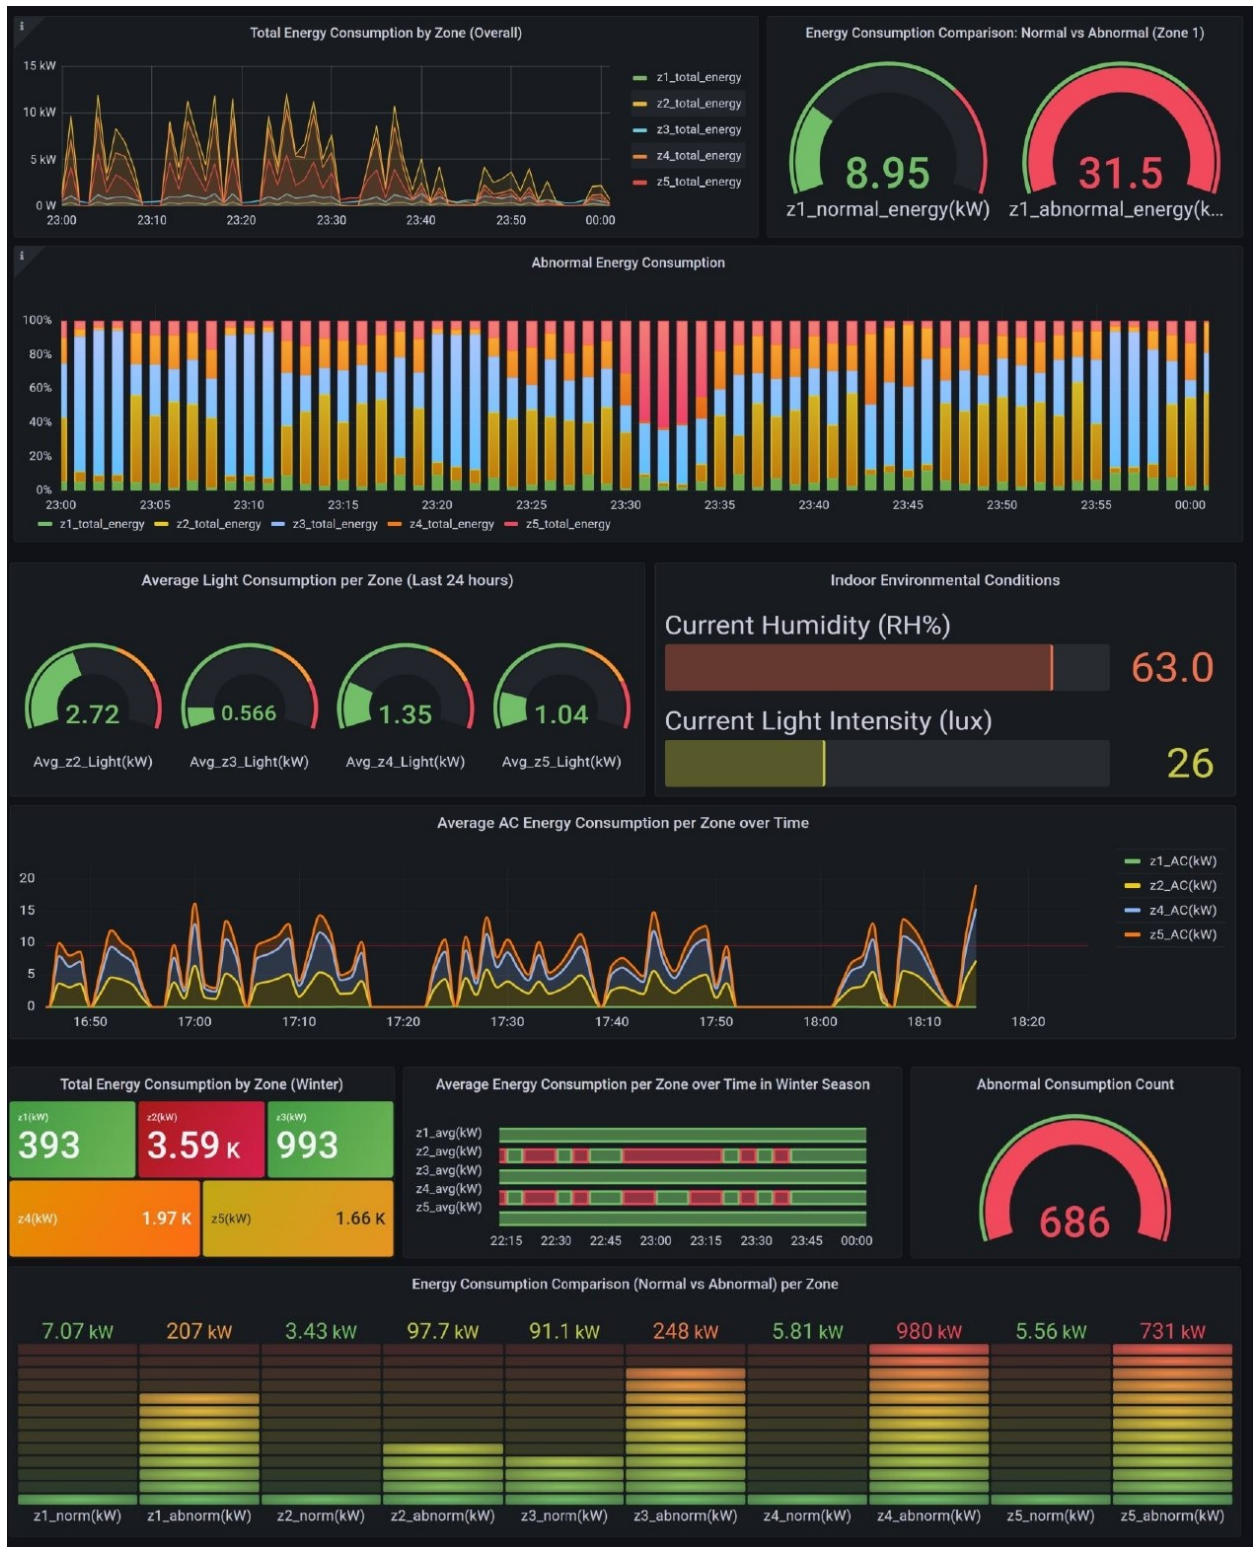 i
Total Energy Consumption by Zone (Overall)
15 kW
10 kW
5 kW
0 W
23:00 23:10 23:20 23:30 23:40 23:50 00:00
z1_total_energy
z2_total_energy
z3_total_energy
z4_total_energy
z5_total_energy
Energy Consumption Comparison: Normal vs Abnormal (Zone 1)
8.95 31.5
z1_normal_energy(kW) z1_abnormal_energy(k...
i
Abnormal Energy Consumption
100%
80%
60%
40%
20%
0%
23:00 23:05 23:10 23:15 23:20 23:25 23:30 23:35 23:40 23:45 23:50 23:55 00:00
z1_total_energy z2_total_energy z3_total_energy z4_total_energy z5_total_energy
Average Light Consumption per Zone (Last 24 hours)
2.72 0.566 1.35 1.04
Avg_z2_Light(kW) Avg_z3_Light(kW) Avg_z4_Light(kW) Avg_z5_Light(kW)
Indoor Environmental Conditions
Current Humidity (RH%)
63.0
Current Light Intensity (lux)
26
Average AC Energy Consumption per Zone over Time
20
15
10
5
0
16:50 17:00 17:10 17:20 17:30 17:40 17:50 18:00 18:10 18:20
z1_AC(kW)
z2_AC(kW)
z4_AC(kW)
z5_AC(kW)
Total Energy Consumption by Zone (Winter)
z1(kW) z2(kW) z3(kW)
393 3.59 K 993
z4(kW) 1.97 K z5(kW) 1.66 K
Average Energy Consumption per Zone over Time in Winter Season
z1_avg(kW)
z2_avg(kW)
z3_avg(kW)
z4_avg(kW)
z5_avg(kW)
22:15 22:30 22:45 23:00 23:15 23:30 23:45 00:00
Abnormal Consumption Count
686
Energy Consumption Comparison (Normal vs Abnormal) per Zone
7.07 kW 207 kW 3.43 kW 97.7 kW 91.1 kW 248 kW 5.81 kW 980 kW 5.56 kW 731 kW
z1_norm(kW) z1_abnorm(kW) z2_norm(kW) z2_abnorm(kW) z3_norm(kW) z3_abnorm(kW) z4_norm(kW) z4_abnorm(kW) z5_norm(kW) z5_abnorm(kW)